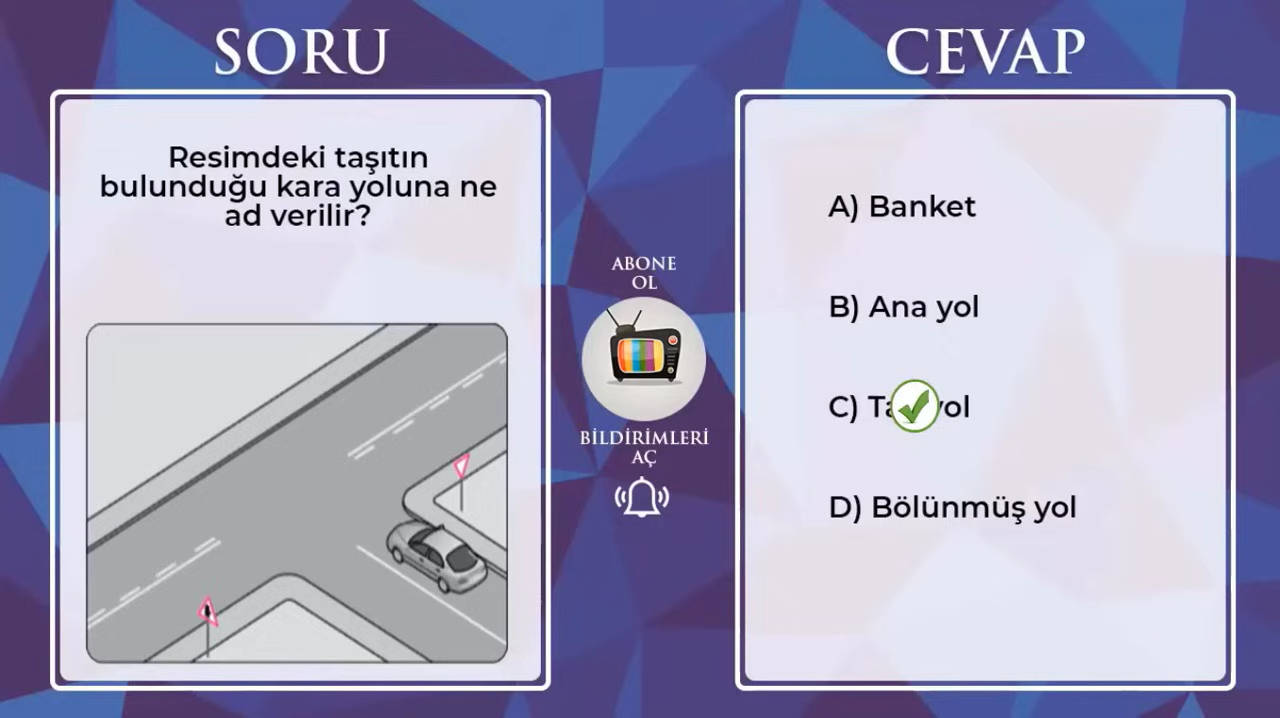 SORU
Resimdeki taşıtın
bulunduğu kara yoluna ne
ad verilir?
ABONE
OL
BİLDİRİMLERİ
AÇ
CEVAP
A) Banket
B) Ana yol
C) yol
D) Bölünmüş yol